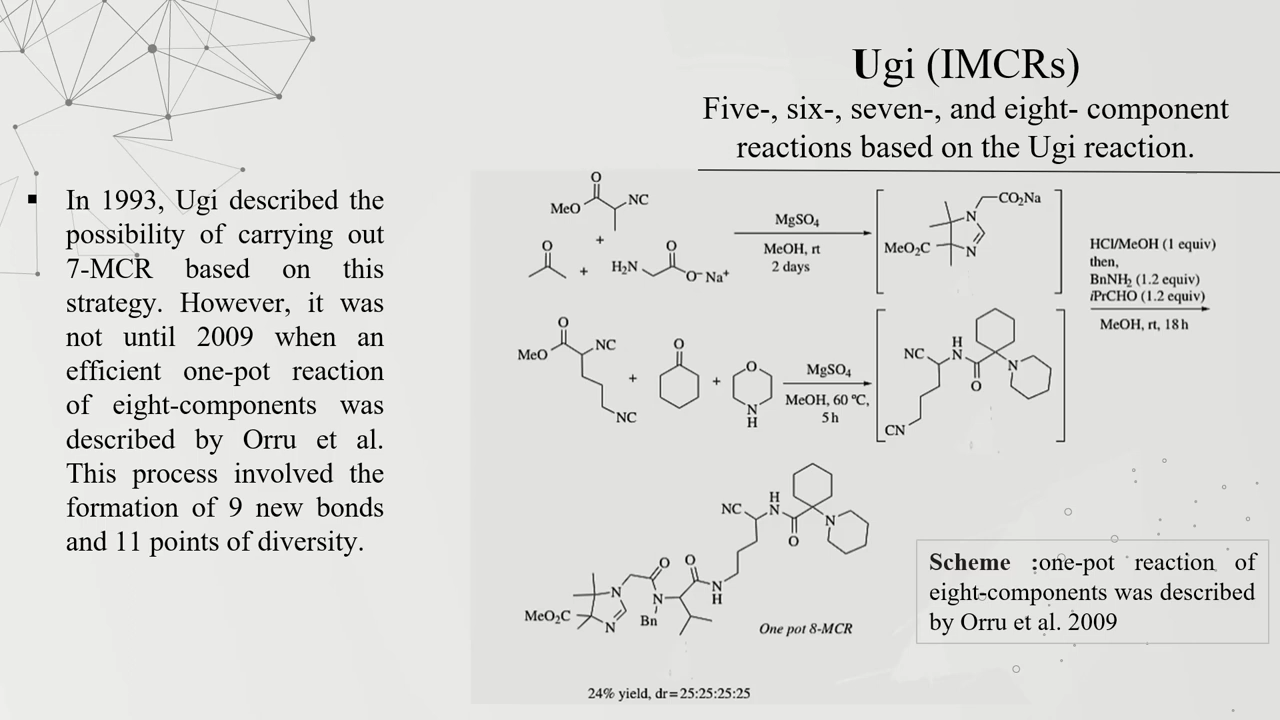 Ugi (IMCRs)
Five-, six-, seven-, and eight- component
reactions based on the Ugi reaction.
▪ In 1993, Ugi described the
possibility of carrying out
7-MCR based on this
strategy. However, it was
not until 2009 when an
efficient one-pot reaction
of eight-components was
described by Orru et al.
This process involved the
formation of 9 new bonds
and 11 points of diversity.
O
MeO
NC
+
O
+
H₂N
O
O⁻Na⁺
MgSO₄
MeOH, rt
2 days
CO₂Na
N
MeO₂C
N
HCl/MeOH (1 equiv)
then,
BnNH₂ (1.2 equiv)
iPrCHO (1.2 equiv)
MeOH, rt, 18 h
O
MeO
NC
NC
+
O
+
O
N
H
MgSO₄
MeOH, 60 ºC,
5 h
NC
H
N
O
N
CN
NC
H
N
O
N
O
O
N
N
H
N
MeO₂C
N
Bn
One pot 8-MCR
24% yield, dr=25:25:25:25
Scheme :one-pot reaction of
eight-components was described
by Orru et al. 2009